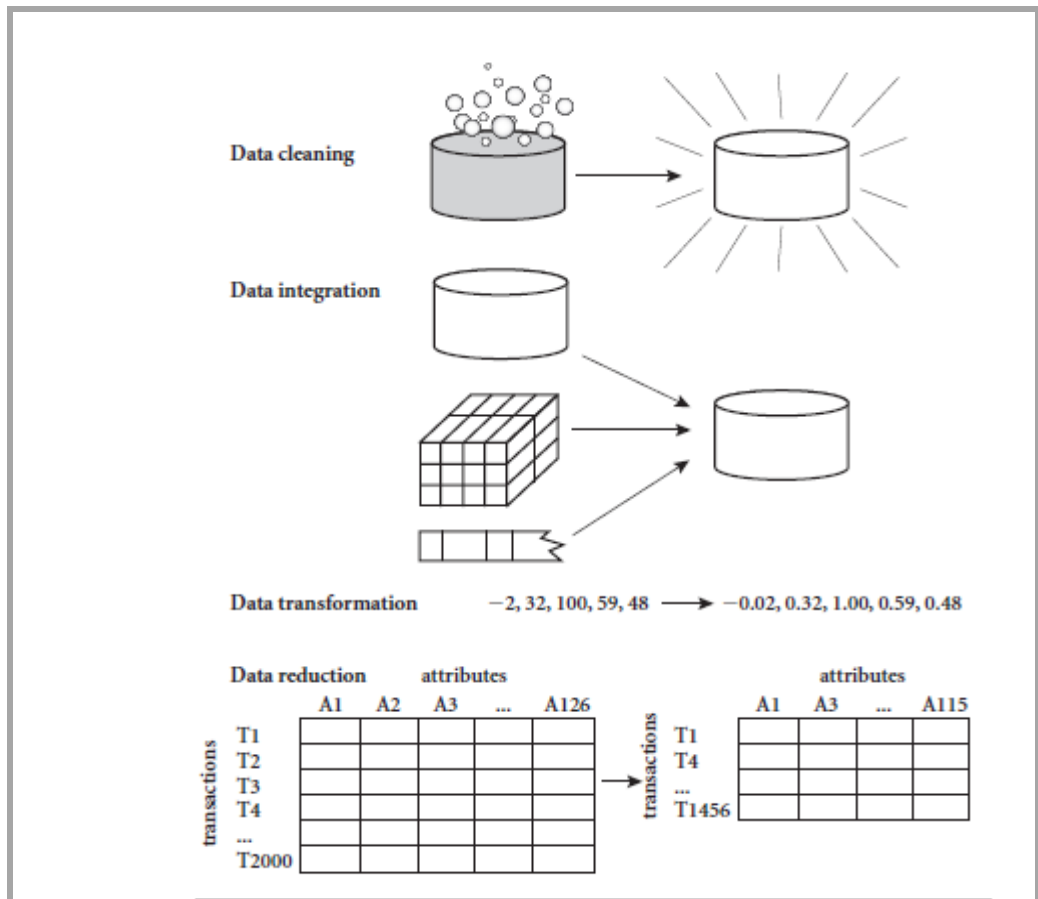 Data cleaning
Data integration
Data transformation −2, 32, 100, 59, 48 −0.02, 0.32, 1.00, 0.59, 0.48
Data reduction attributes
A1 A2 A3 ... A126
transactions
T1
T2
T3
T4
...
T2000
attributes
A1 A3 ... A115
transactions
T1
T4
...
T1456